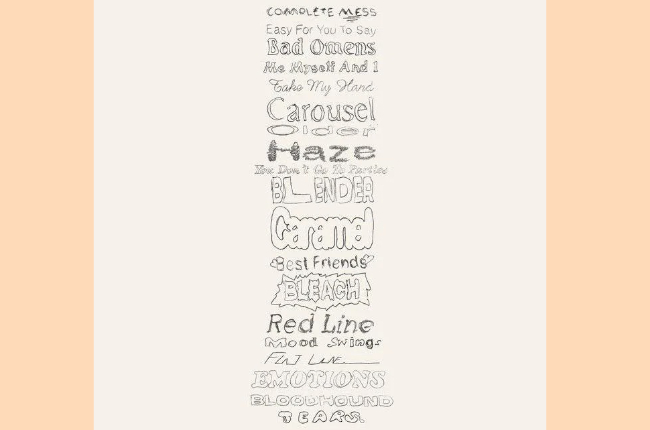 COMPLETE MESS
Easy For You To Say
Bad Omens
Me Myself And I
Take My Hand
Carousel
Older
Haze
You Don't Go To Parties
BLENDER
Caramel
Best Friends
BLEACH
Red Line
Mood Swings
FLAT LINE
EMOTIONS
BLOODHOUND
TEARS!